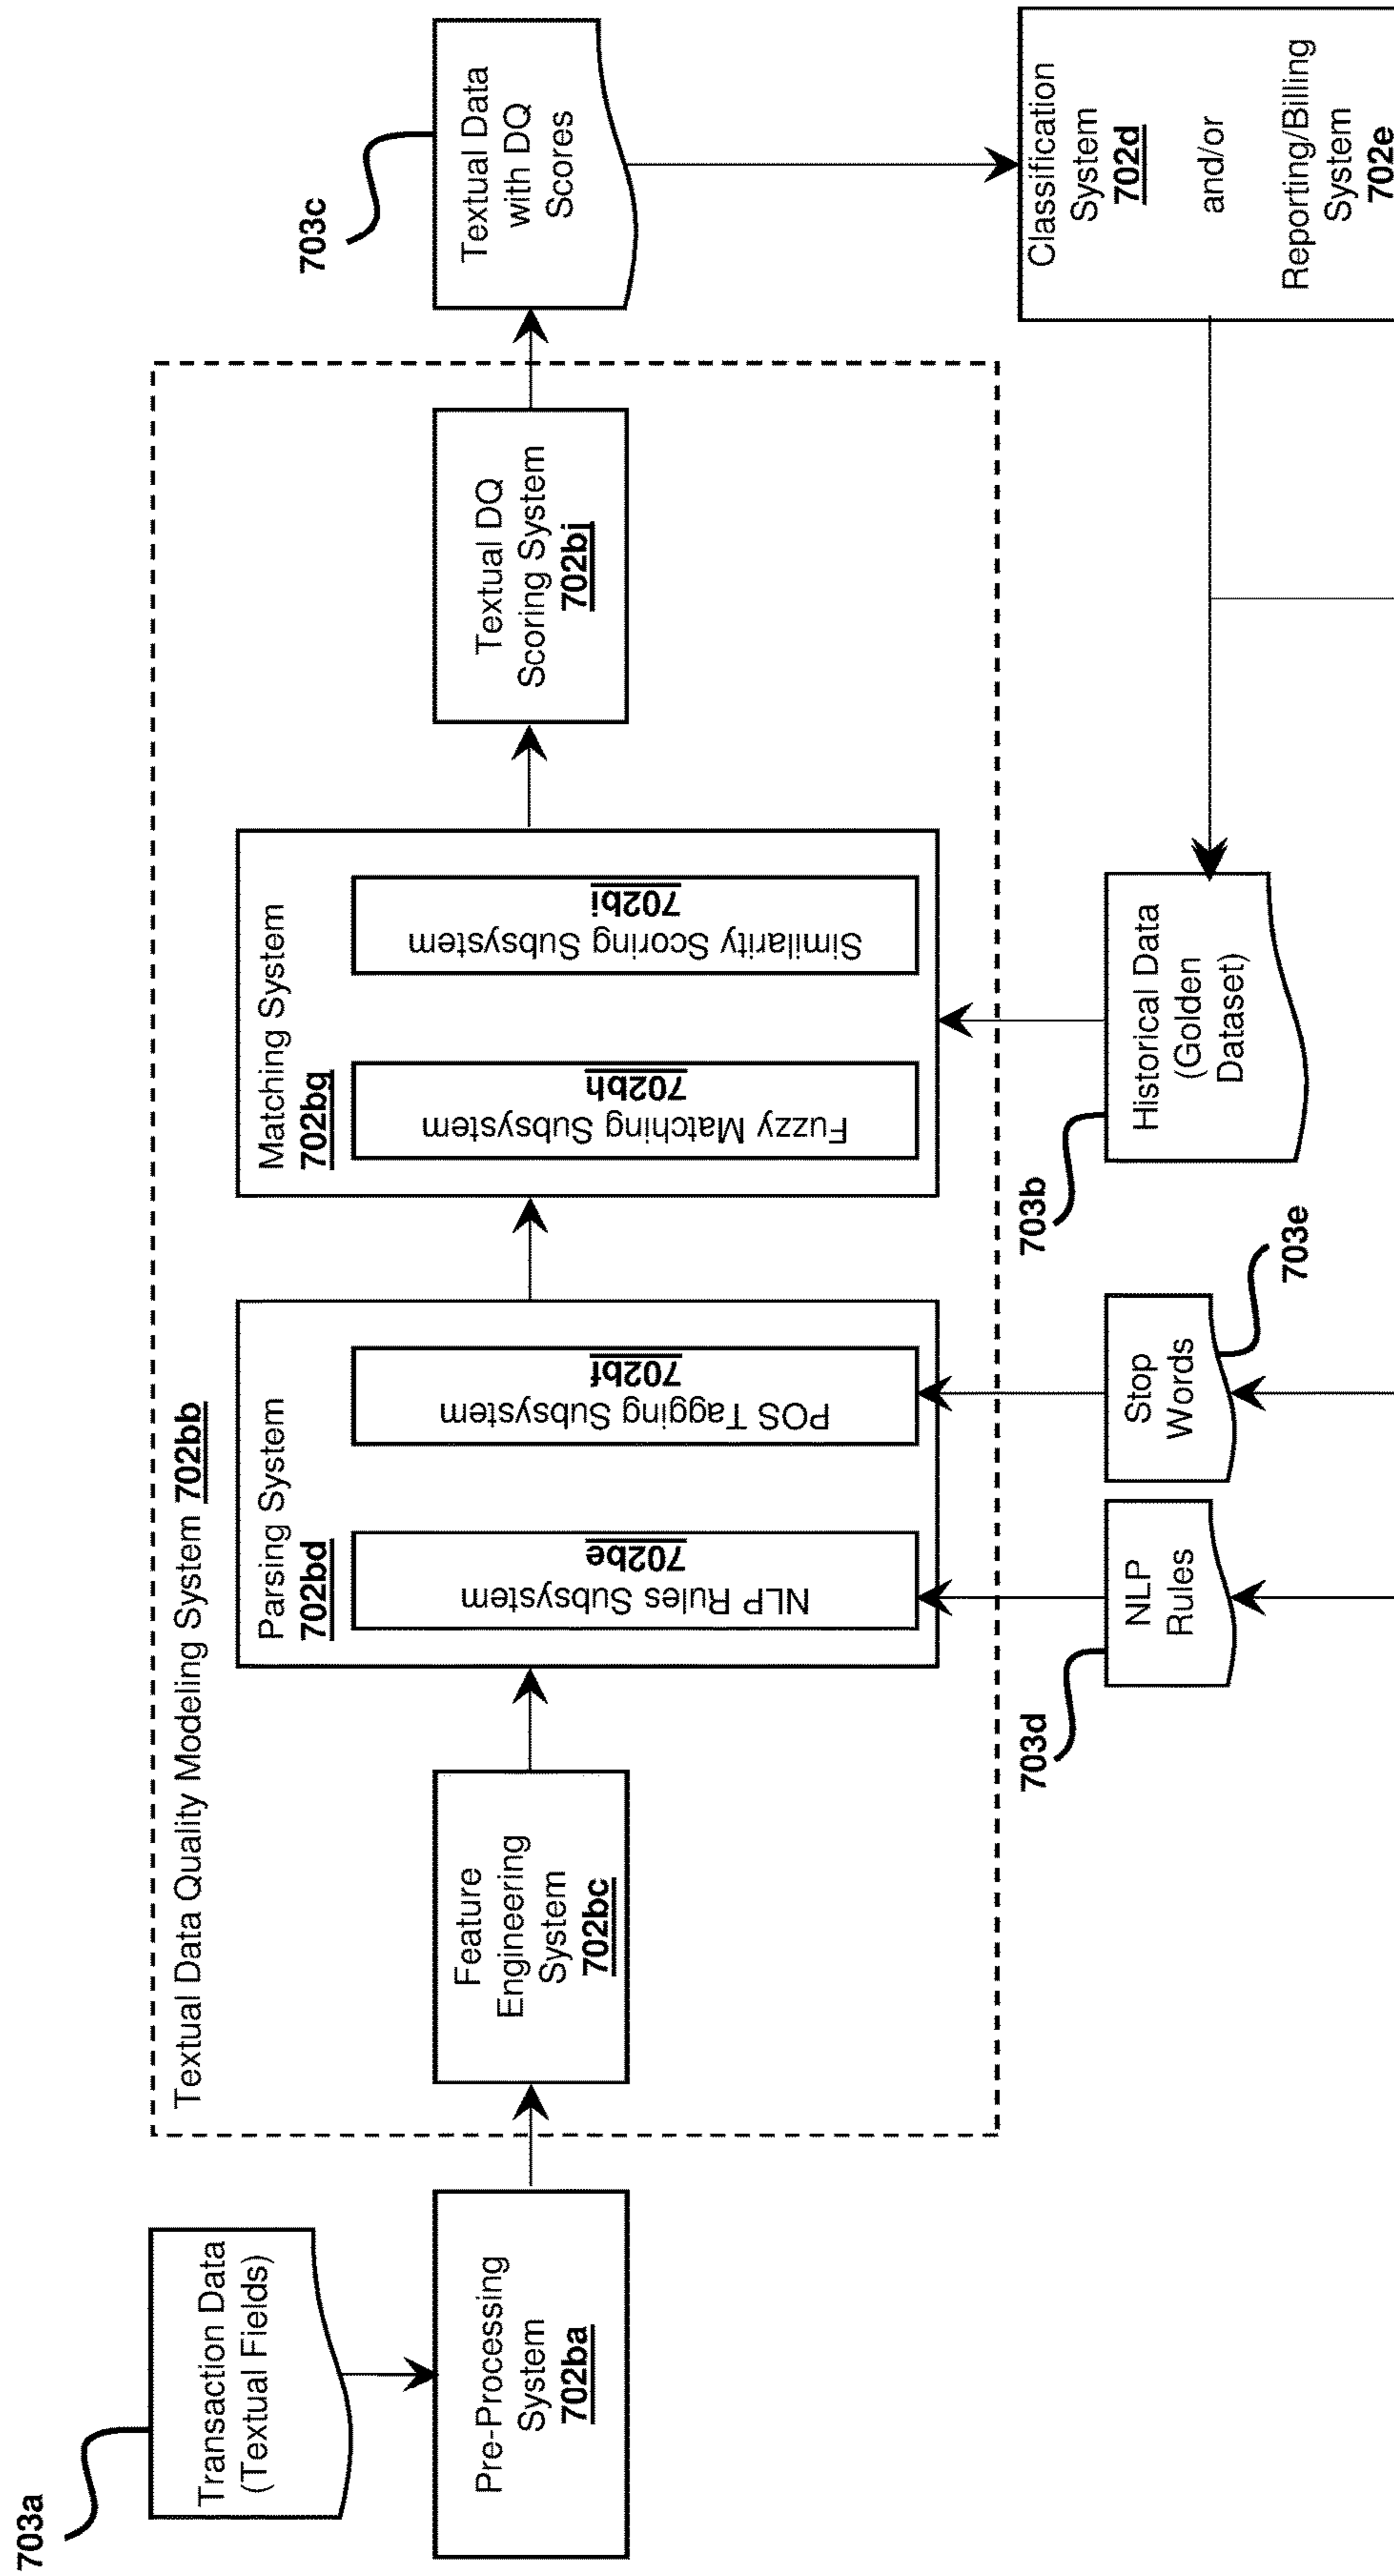 703a
Transaction Data
(Textual Fields)
Pre-Processing
System
702ba
Textual Data Quality Modeling System 702bb
Feature
Engineering
System
702bc
Parsing System
702bd
NLP Rules Subsystem
702be
POS Tagging Subsystem
702bf
Matching System
702bg
Fuzzy Matching Subsystem
702bh
Similarity Scoring Subsystem
702bi
Textual DQ
Scoring System
702bj
703c
Textual Data
with DQ
Scores
703d
NLP
Rules
Stop
Words
703e
703b
Historical Data
(Golden
Dataset)
Classification
System
702d
and/or
Reporting/Billing
System
702e